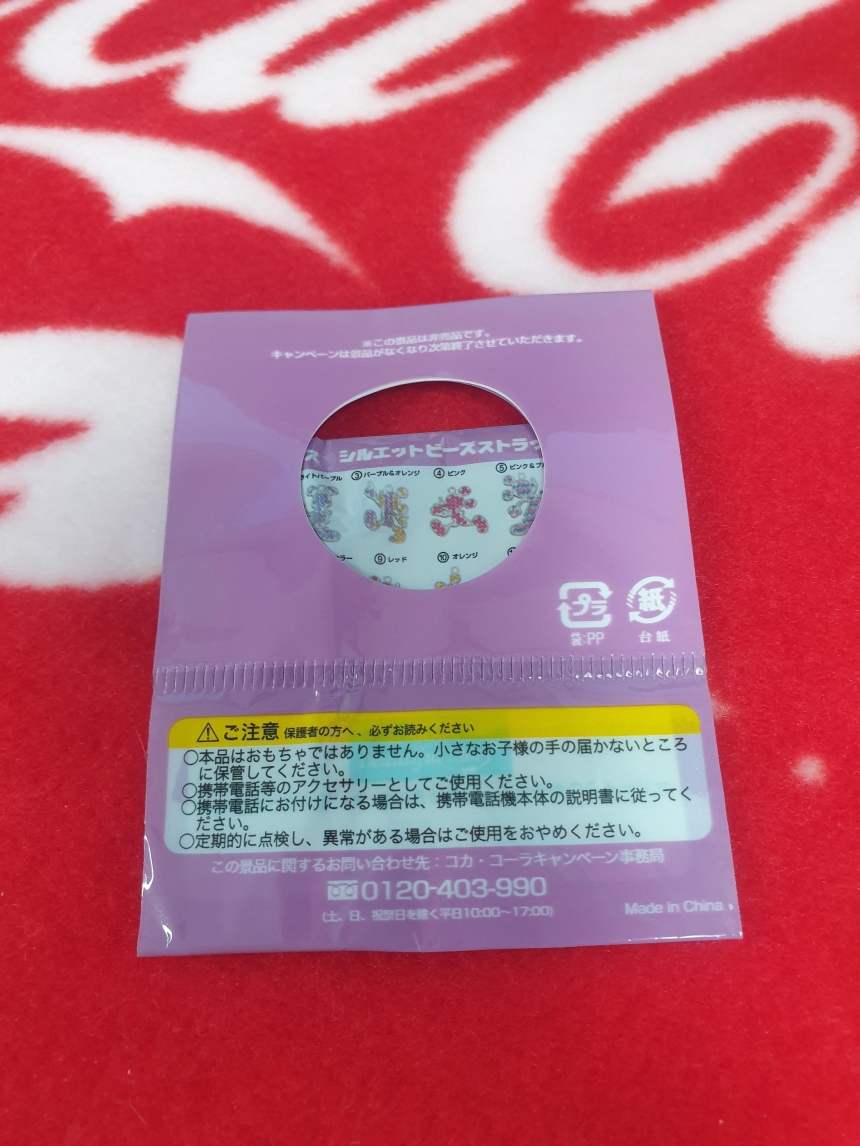 ※この景品は非売品です。
キャンペーンは景品がなくなり次第終了させていただきます。
ス シルエットビーズストラッ
ライトパープル ③パープル&オレンジ ④ピンク ⑤ピンク&ブ
ラー ⑨レッド ⑩オレンジ
プラ 紙
袋:PP 台紙
ご注意 保護者の方へ、必ずお読みください
○本品はおもちゃではありません。小さなお子様の手の届かないところ
に保管してください。
○携帯電話等のアクセサリーとしてご使用ください。
○携帯電話にお付けになる場合は、携帯電話機本体の説明書に従ってく
ださい。
○定期的に点検し、異常がある場合はご使用をおやめください。
この景品に関するお問い合わせ先:コカ・コーラキャンペーン事務局
0120-403-990
(土、日、祝祭日を除く平日10:00〜17:00)
Made in China